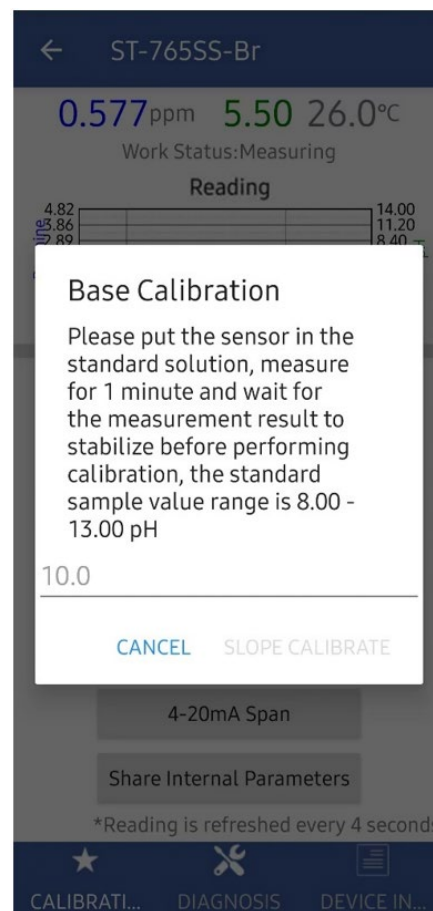 ST-765SS-Br
0.577ppm 5.50 26.0°C
Work Status:Measuring
Reading
4.82 14.00
3.86 11.20
2.89 8.40
Base Calibration
Please put the sensor in the
standard solution, measure
for 1 minute and wait for
the measurement result to
stabilize before performing
calibration, the standard
sample value range is 8.00 -
13.00 pH
10.0
CANCEL SLOPE CALIBRATE
4-20mA Span
Share Internal Parameters
*Reading is refreshed every 4 second
CALIBRATI... DIAGNOSIS DEVICE IN...